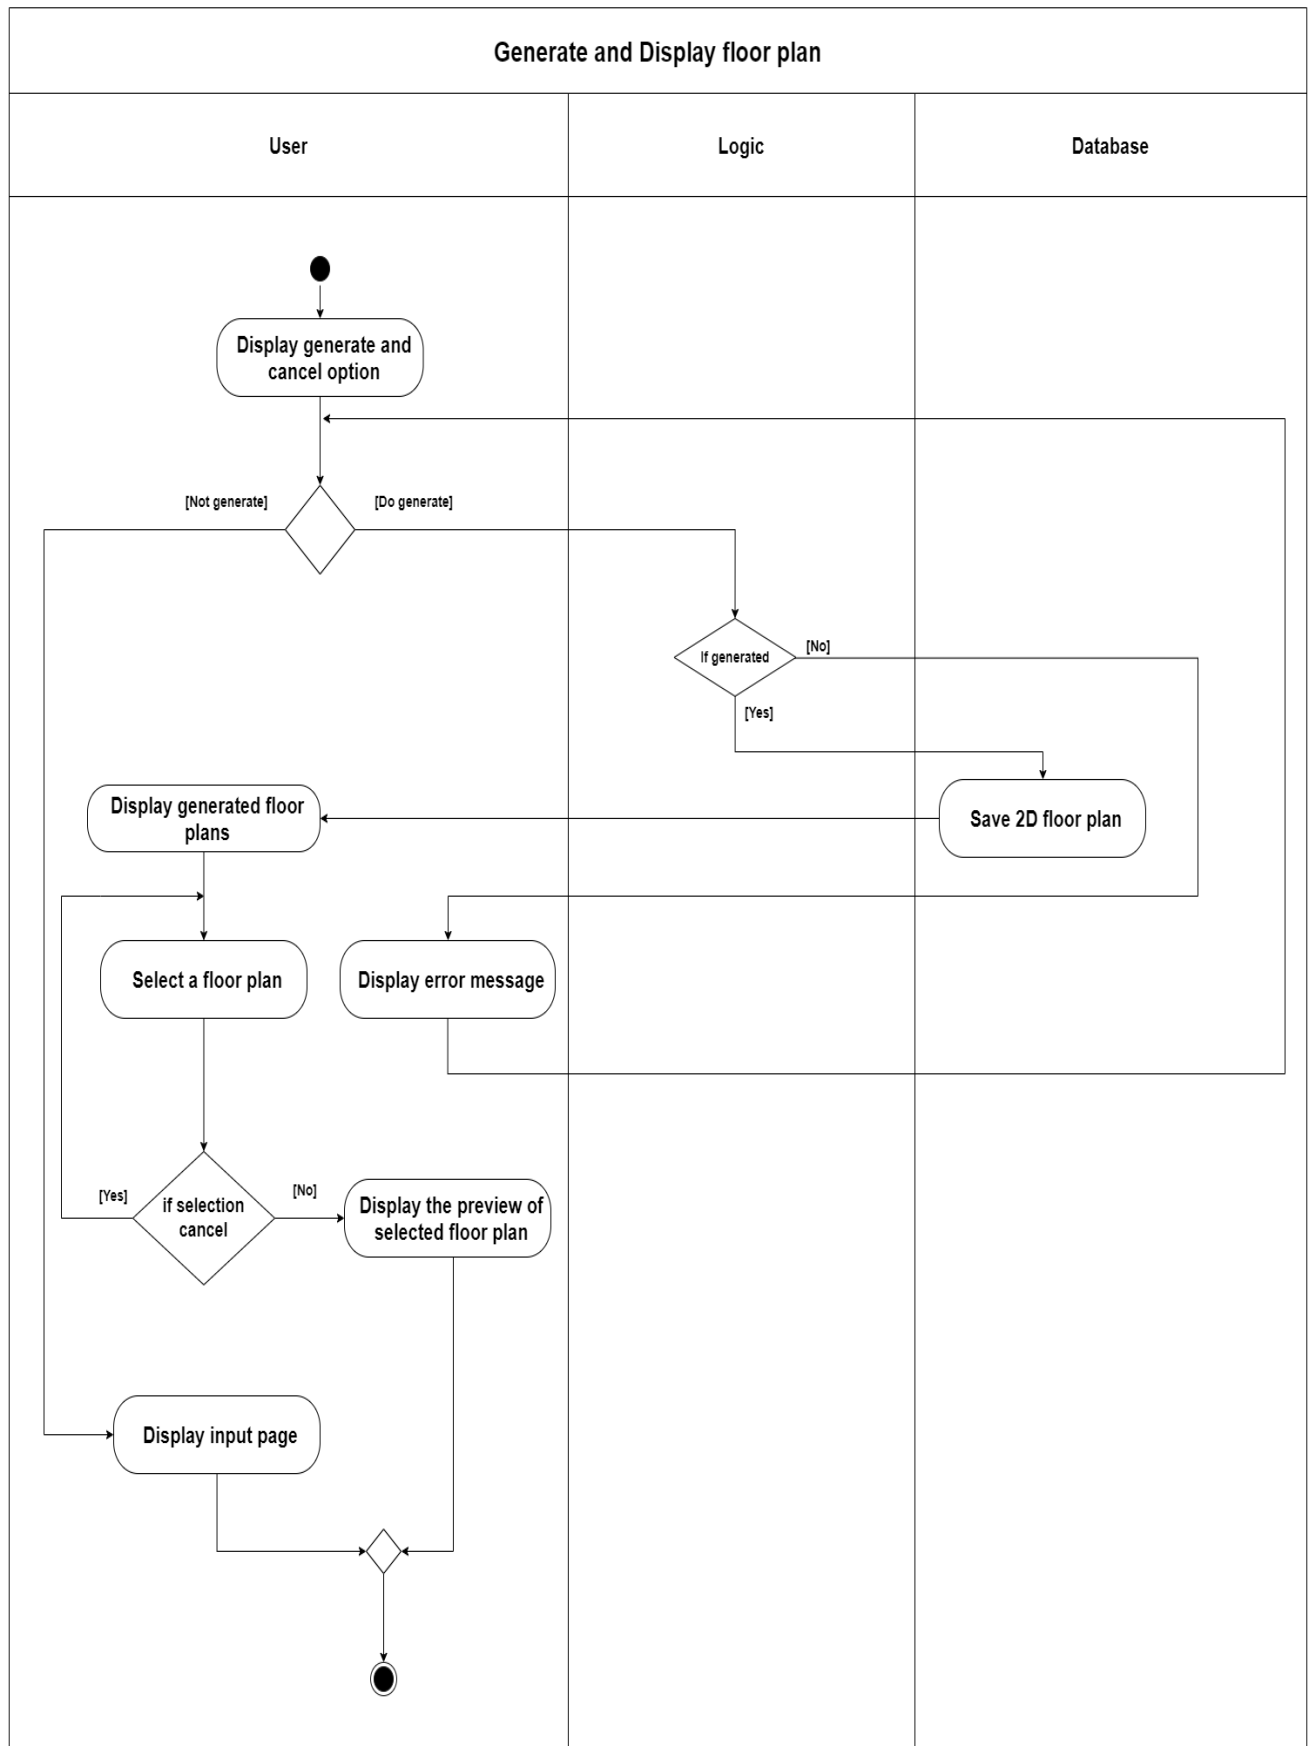 Generate and Display floor plan
User
Logic
Database
Display generate and
cancel option
[Not generate]
[Do generate]
If generated
[No]
[Yes]
Display generated floor
plans
Save 2D floor plan
Select a floor plan
Display error message
[Yes]
if selection
cancel
[No]
Display the preview of
selected floor plan
Display input page